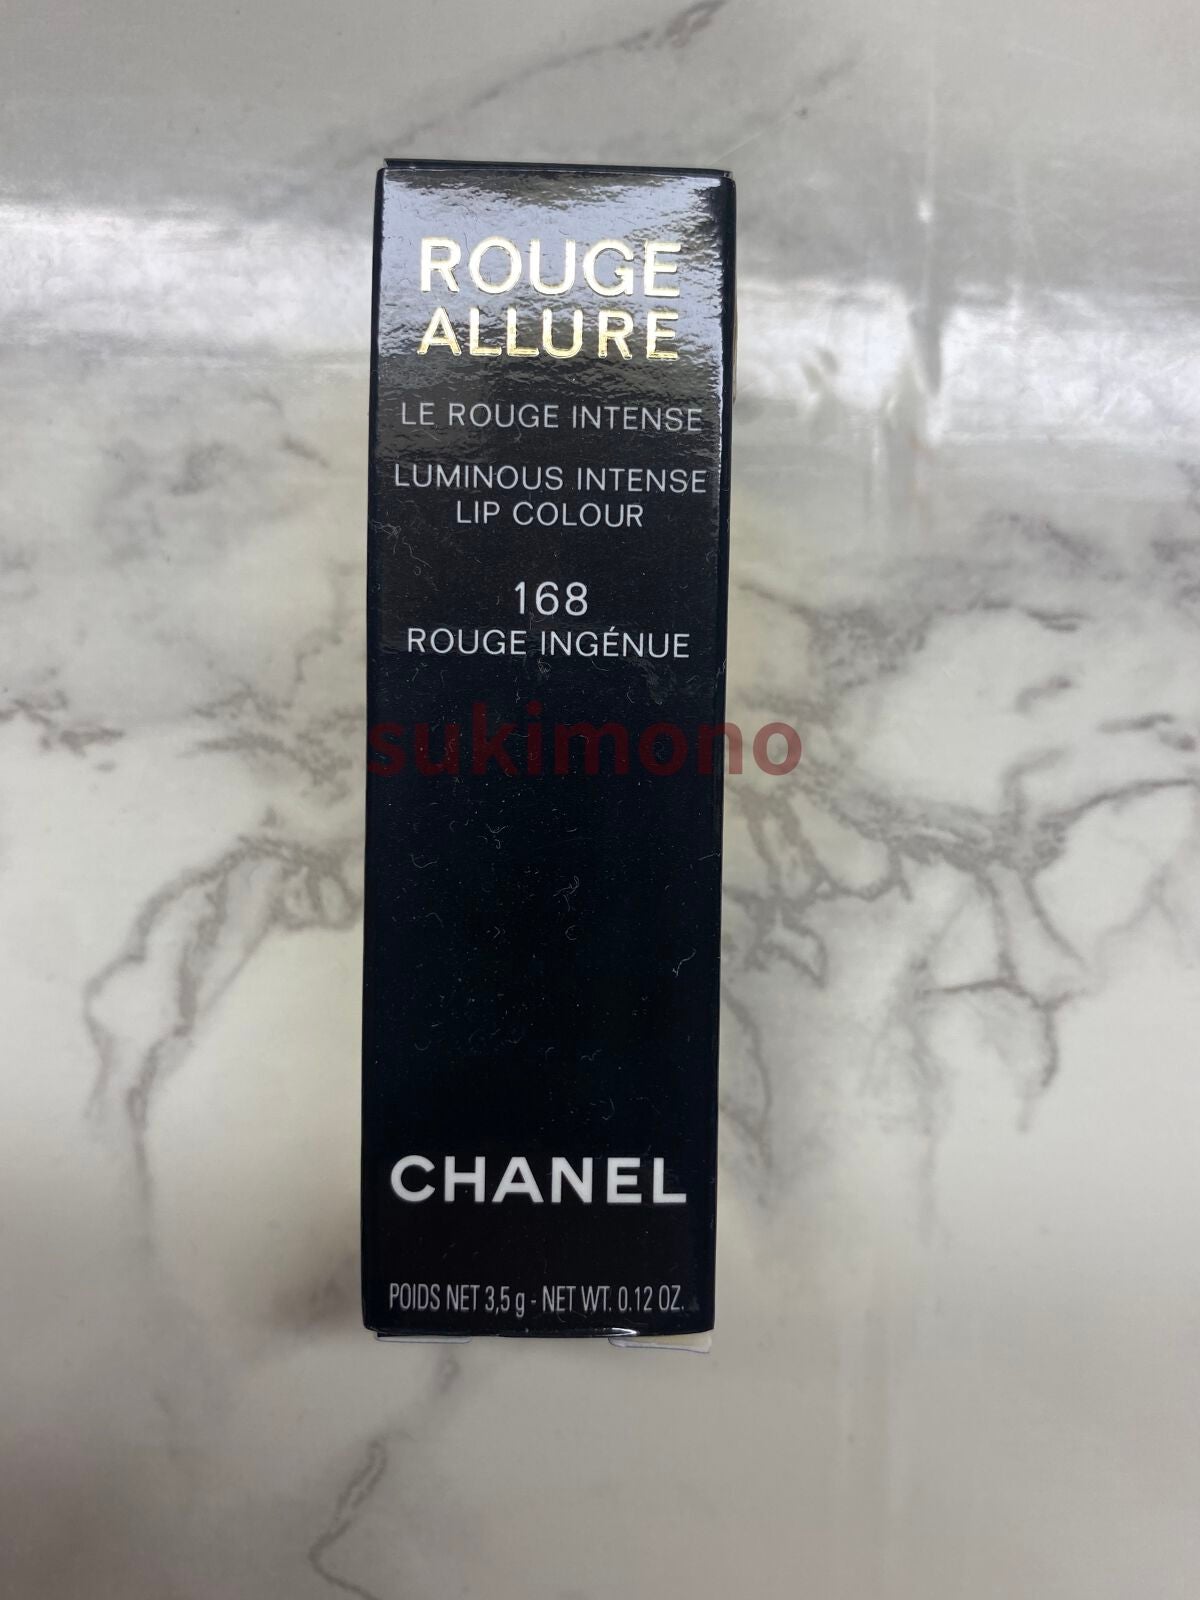 ROUGE
ALLURE
LE ROUGE INTENSE
LUMINOUS INTENSE
LIP COLOUR
168
ROUGE INGÉNUE
sukimono
CHANEL
POIDS NET 3,5 g - NET WT. 0.12 OZ.